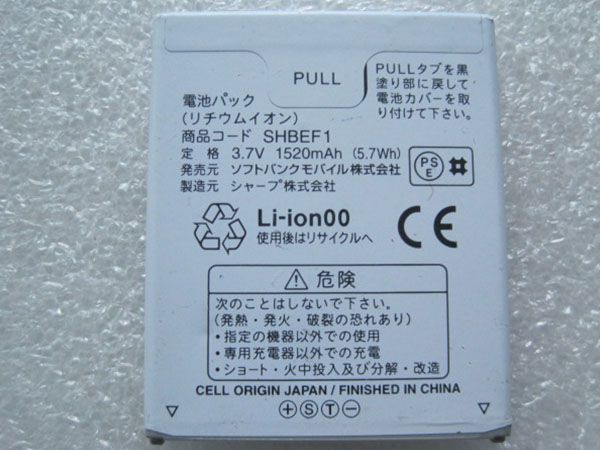 PULL
PULLタブを黒
塗り部に戻して
電池カバーを取
り付けて下さい。
電池パック
(リチウムイオン)
商品コード SHBEF1
定 格 3.7V 1520mAh (5.7Wh)
発売元 ソフトバンクモバイル株式会社
製造元 シャープ株式会社
PS
E
Li-ion00
使用後はリサイクルへ
CE
⚠ 危険
次のことはしないで下さい。
(発熱・発火・破裂の恐れあり)
・指定の機器以外での使用
・専用充電器以外での充電
・ショート・火中投入及び分解・改造
CELL ORIGIN JAPAN / FINISHED IN CHINA
+ S T -